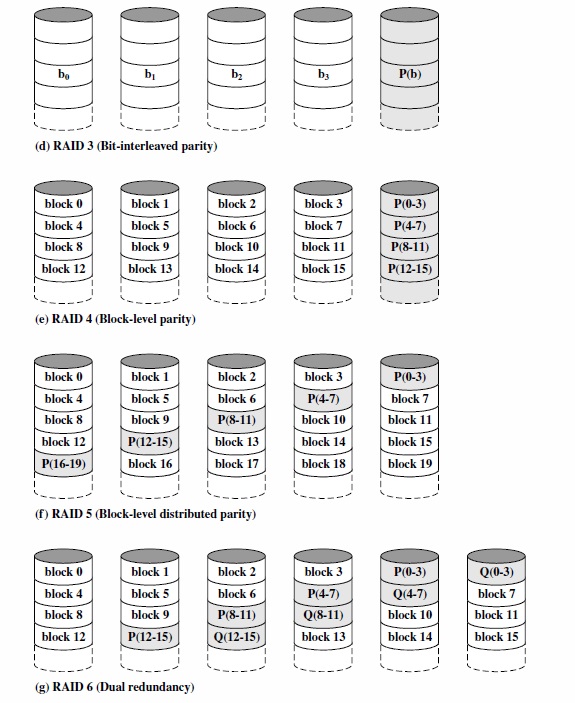 b0 b1 b2 b3 P(b)
(d) RAID 3 (Bit-interleaved parity)
block 0 block 1 block 2 block 3 P(0-3)
block 4 block 5 block 6 block 7 P(4-7)
block 8 block 9 block 10 block 11 P(8-11)
block 12 block 13 block 14 block 15 P(12-15)
(e) RAID 4 (Block-level parity)
block 0 block 1 block 2 block 3 P(0-3)
block 4 block 5 block 6 P(4-7) block 7
block 8 block 9 P(8-11) block 10 block 11
block 12 P(12-15) block 13 block 14 block 15
P(16-19) block 16 block 17 block 18 block 19
(f) RAID 5 (Block-level distributed parity)
block 0 block 1 block 2 block 3 P(0-3) Q(0-3)
block 4 block 5 block 6 P(4-7) Q(4-7) block 7
block 8 block 9 P(8-11) Q(8-11) block 10 block 11
block 12 P(12-15) Q(12-15) block 13 block 14 block 15
(g) RAID 6 (Dual redundancy)